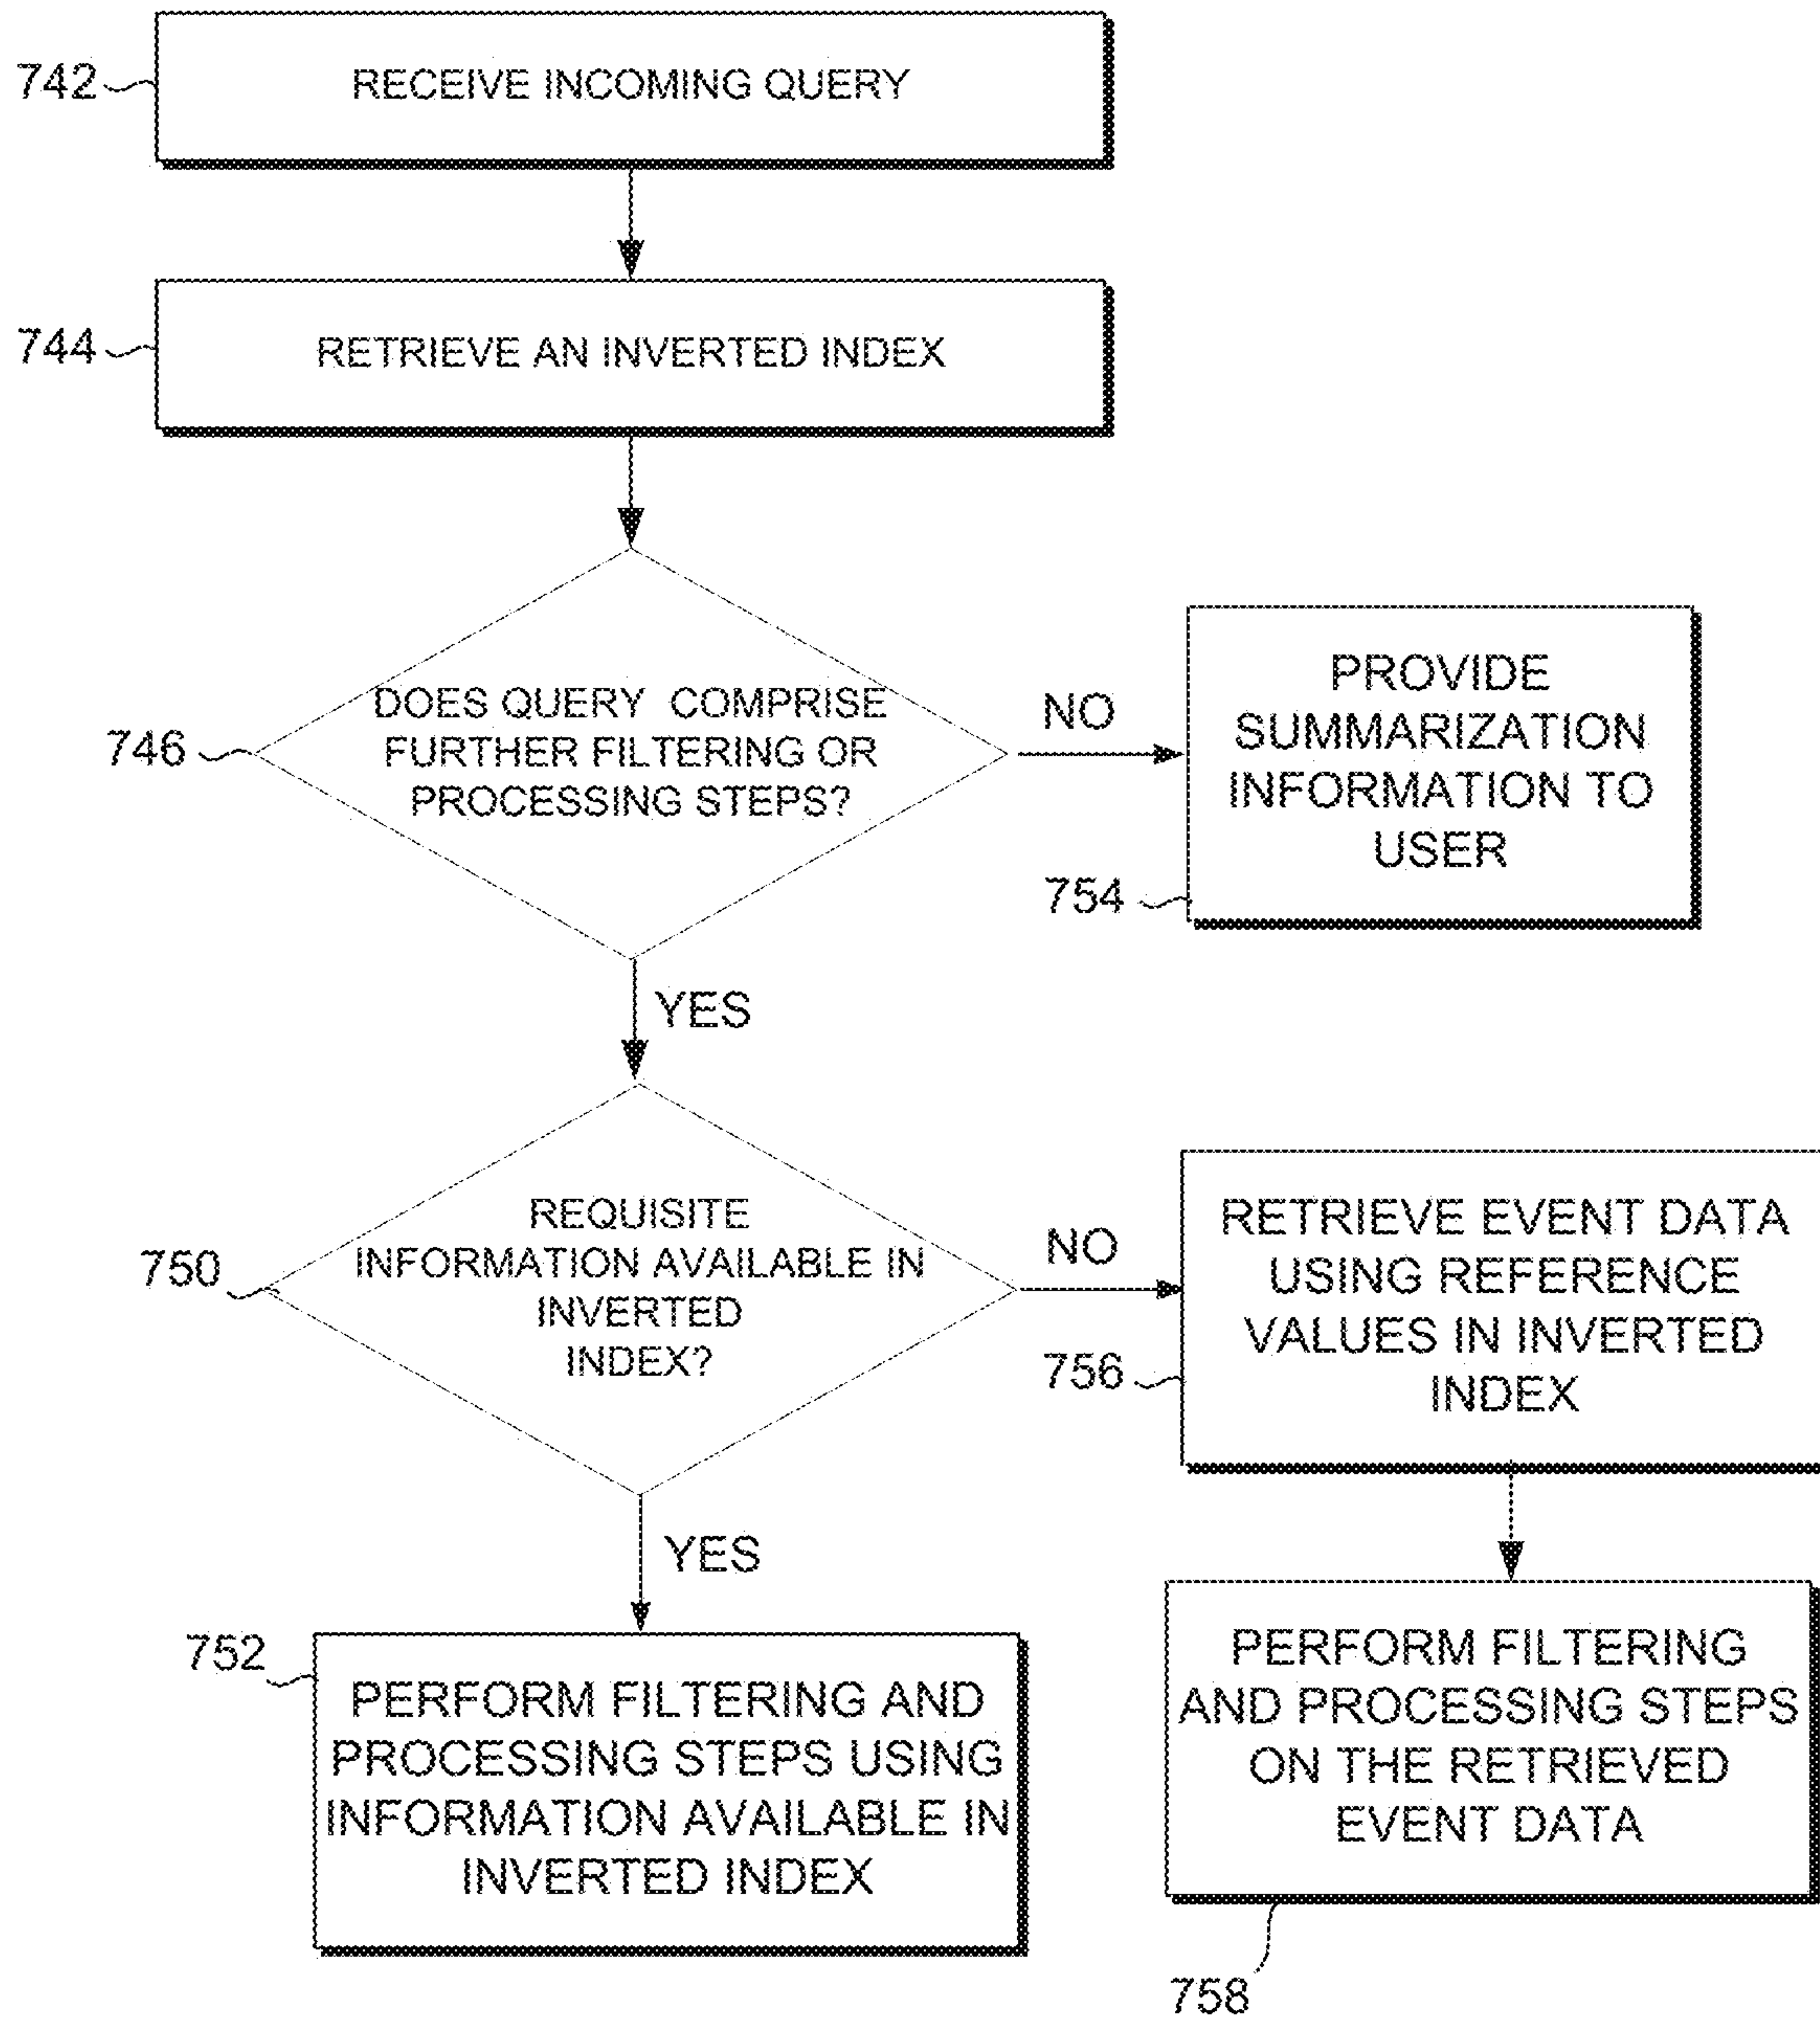 742
RECEIVE INCOMING QUERY
744
RETRIEVE AN INVERTED INDEX
746
DOES QUERY COMPRISE
FURTHER FILTERING OR
PROCESSING STEPS?
NO
PROVIDE
SUMMARIZATION
INFORMATION TO
USER
754
YES
750
REQUISITE
INFORMATION AVAILABLE IN
INVERTED
INDEX?
NO
RETRIEVE EVENT DATA
USING REFERENCE
VALUES IN INVERTED
INDEX
756
YES
752
PERFORM FILTERING AND
PROCESSING STEPS USING
INFORMATION AVAILABLE IN
INVERTED INDEX
PERFORM FILTERING
AND PROCESSING STEPS
ON THE RETRIEVED
EVENT DATA
758